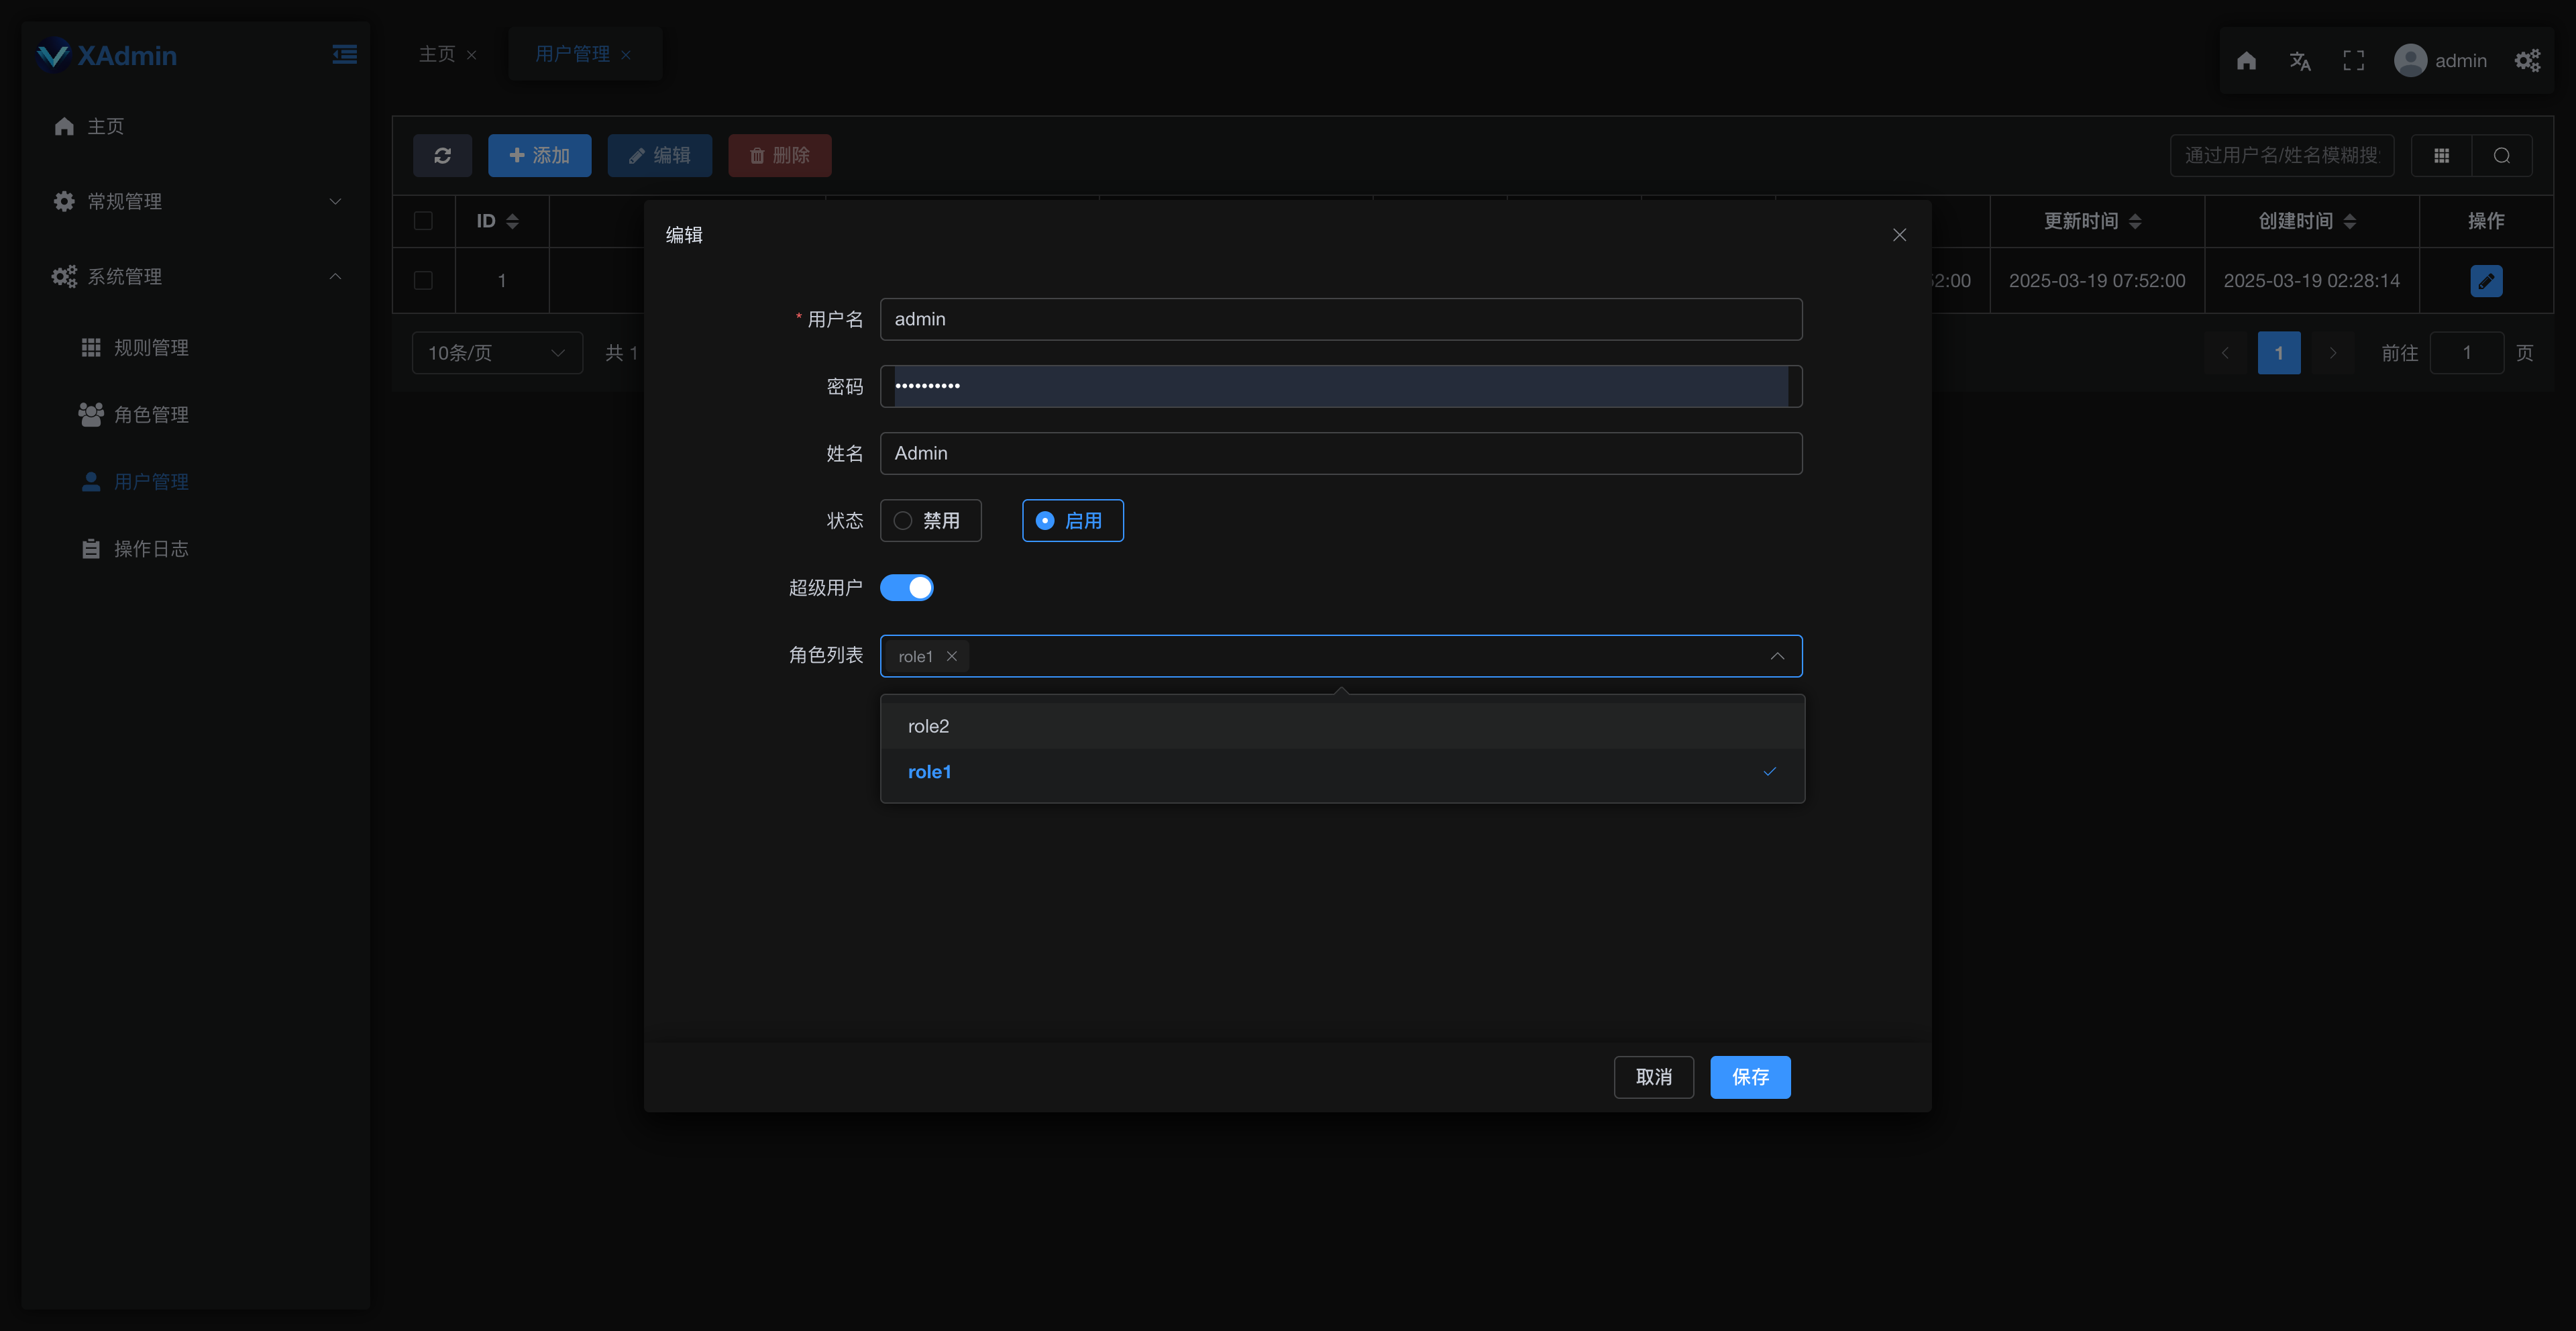 XAdmin
主页
常规管理
系统管理
规则管理
角色管理
用户管理
操作日志
主页
用户管理
admin
添加
编辑
删除
通过用户名/姓名模糊搜
ID
更新时间
创建时间
操作
1
52:00
2025-03-19 07:52:00
2025-03-19 02:28:14
10条/页
共 1
1
前往
1
页
编辑
* 用户名
admin
密码
••••••••••
姓名
Admin
状态
禁用
启用
超级用户
角色列表
role1
role2
role1
取消
保存